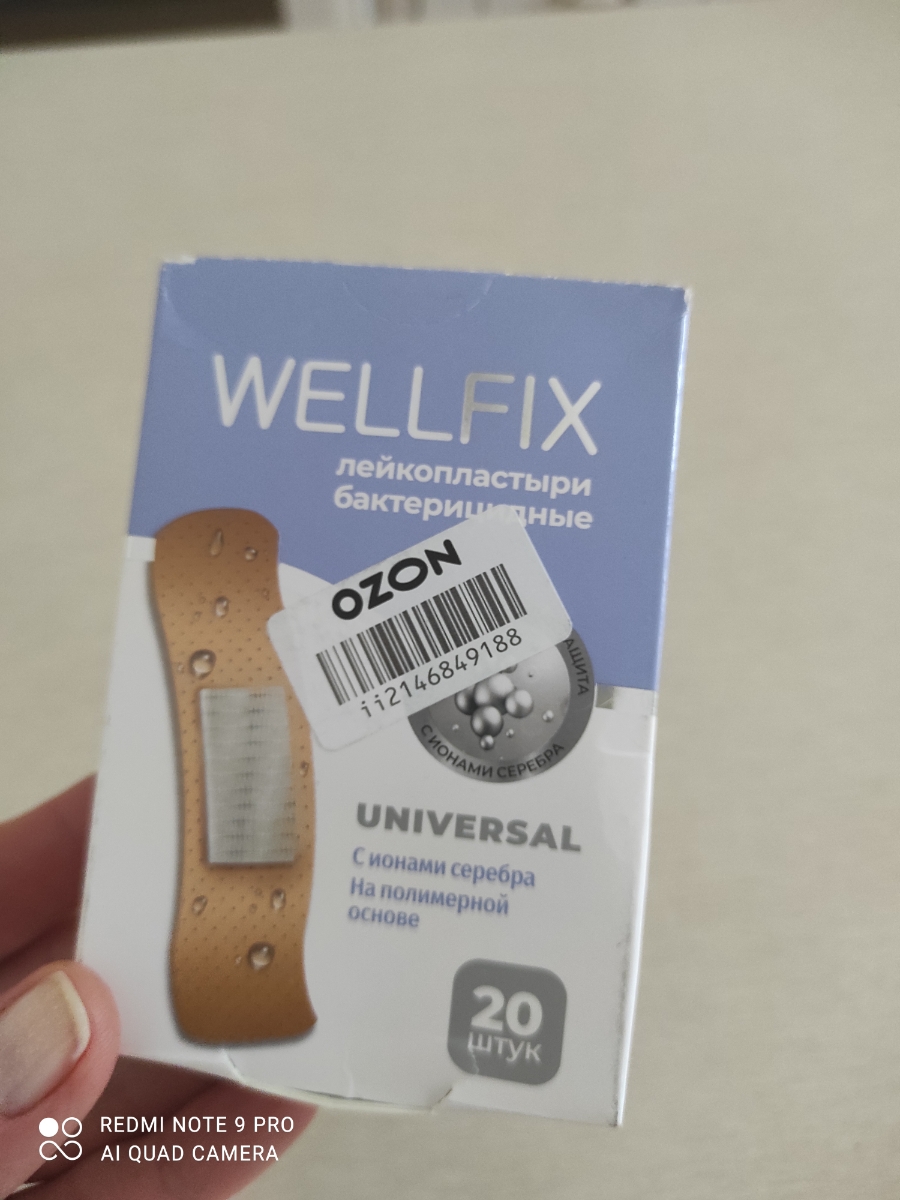 WELLFIX
лейкопластыри
бактерицидные
OZON
ii2146849188
С ИОНАМИ СЕРЕБРА
UNIVERSAL
С ионами серебра
На полимерной
основе
20
штук
REDMI NOTE 9 PRO
AI QUAD CAMERA